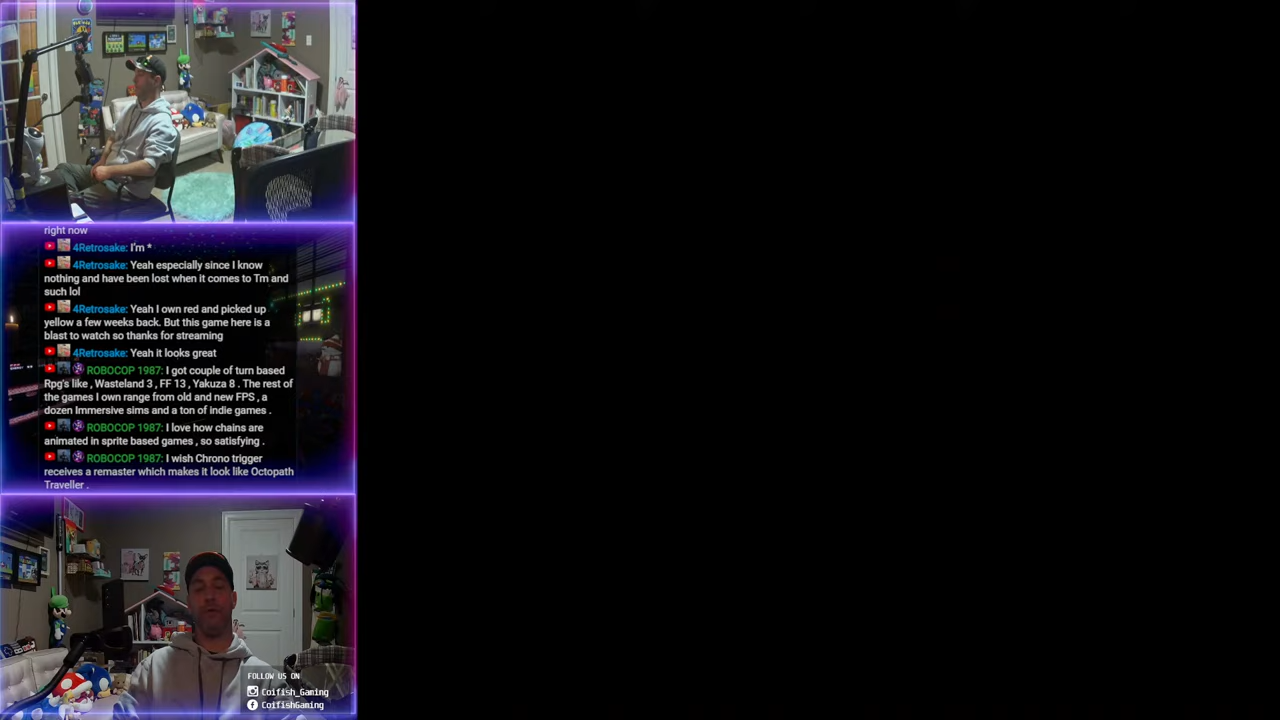 right now
4Retrosake: I'm *
4Retrosake: Yeah especially since I know
nothing and have been lost when it comes to Tm and
such lol
4Retrosake: Yeah I own red and picked up
yellow a few weeks back. But this game here is a
blast to watch so thanks for streaming
4Retrosake: Yeah it looks great
ROBOCOP 1987: I got couple of turn based
Rpg's like , Wasteland 3 , FF 13 , Yakuza 8 . The rest of
the games I own range from old and new FPS , a
dozen Immersive sims and a ton of indie games .
ROBOCOP 1987: I love how chains are
animated in sprite based games , so satisfying .
ROBOCOP 1987: I wish Chrono trigger
receives a remaster which makes it look like Octopath
Traveller .
FOLLOW US ON
Coifish_Gaming
CoifishGaming